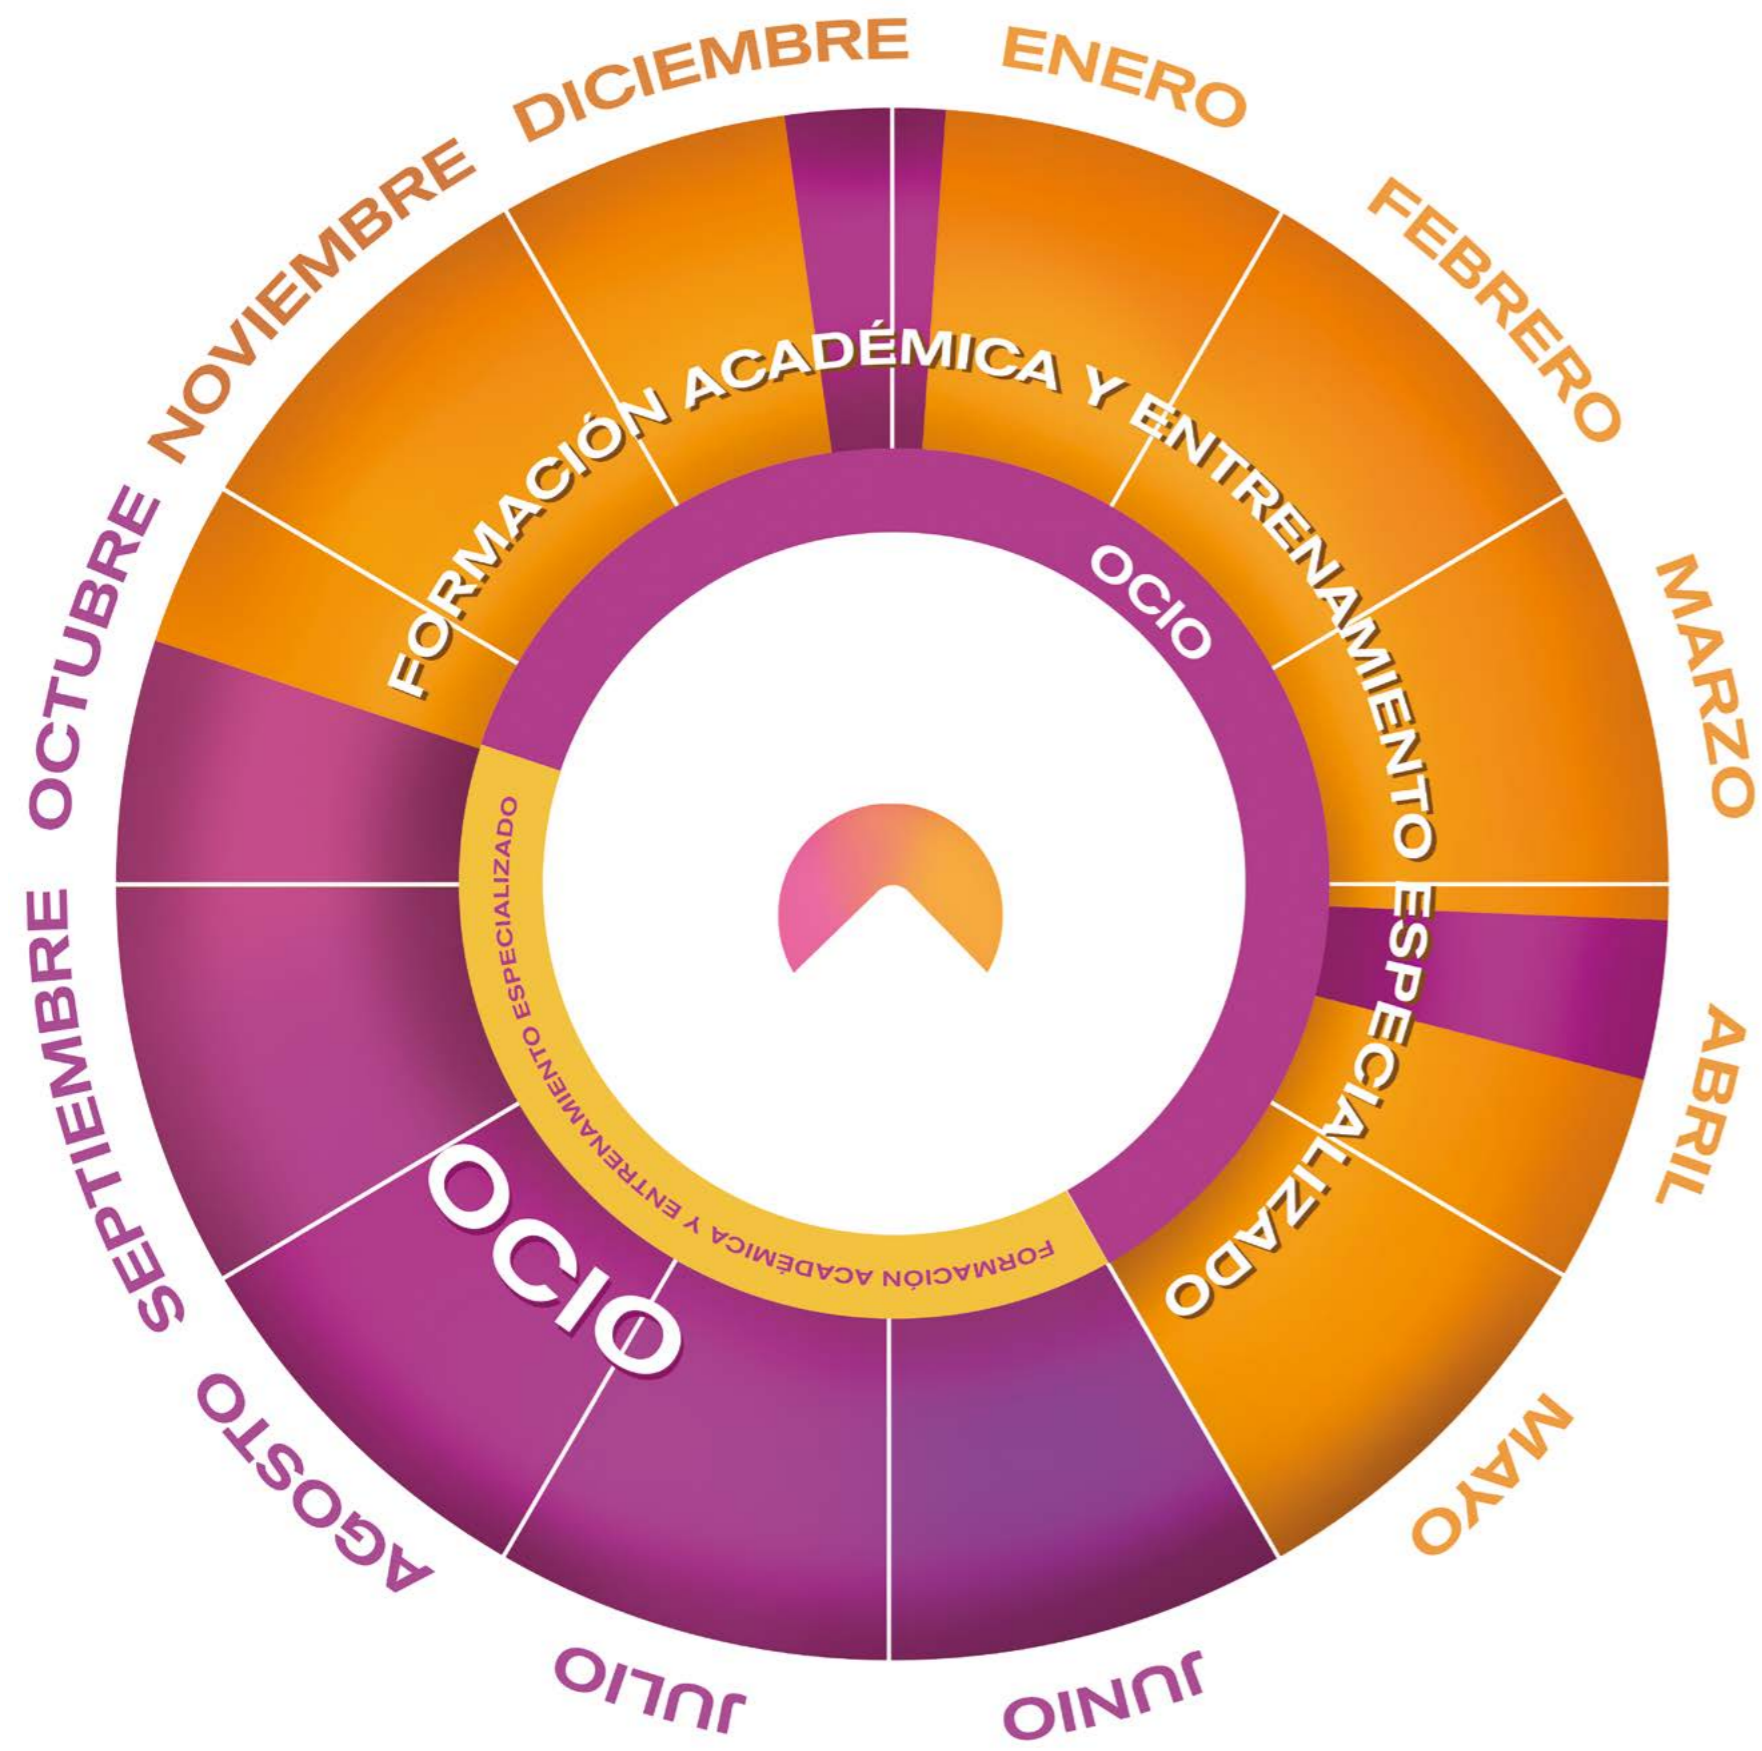 ENERO
FEBRERO
MARZO
ABRIL
MAYO
JUNIO
JULIO
AGOSTO
SEPTIEMBRE
OCTUBRE
NOVIEMBRE
DICIEMBRE
FORMACIÓN ACADÉMICA Y ENTRENAMIENTO ESPECIALIZADO
OCIO
OCIO
FORMACIÓN ACADÉMICA Y ENTRENAMIENTO ESPECIALIZADO